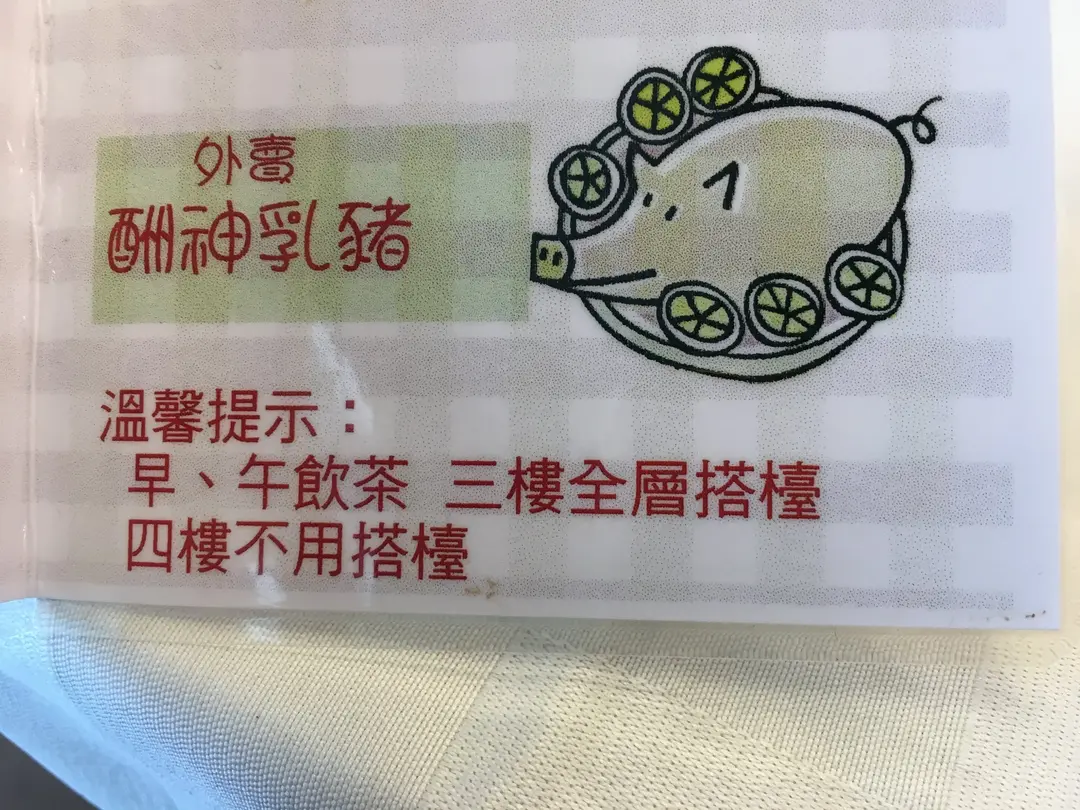 外賣
酬神乳豬
溫馨提示：
早、午飲茶 三樓全層搭檯
四樓不用搭檯